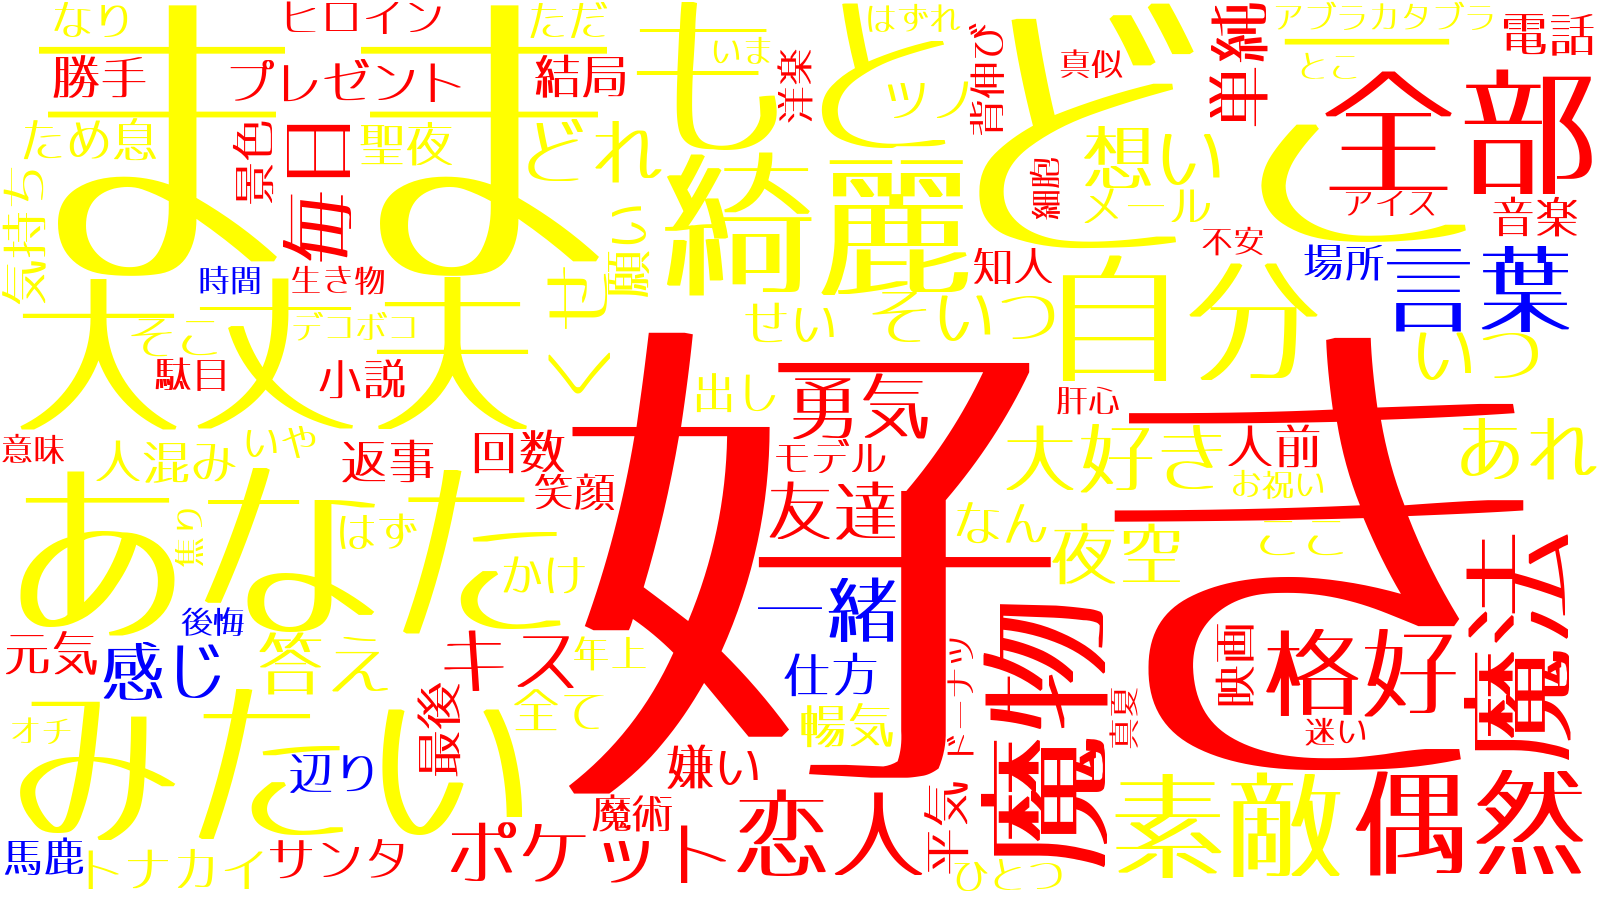 なり
ヒロイン
ただ
もっと
いま
はずれ
洋楽
背伸び
真似
単純
アブラカタブラ
電話
とこ
勝手
プレゼント
結局
どこ
全部
まま
ため息
景色
毎日
聖夜
どれ
綺麗
細胞
想い
メール
アイス
音楽
気持ち
時間
生き物
願い
知人
不安
場所
言葉
大丈夫
そこ
デコボコ
くせ
せい
そいつ
自分
いつ
駄目
小説
出し
勇気
好き
肝心
意味
人混み
いや
返事
回数
モデル
大好き
人前
あれ
笑顔
友達
お祝い
あなた
焦り
はず
かけ
なん
夜空
ここ
魔法
後悔
一緒
元気
感じ
答え
キス
年上
仕方
ドーナッツ
魔物
映画
格好
みたい
オチ
最後
全て
暢気
真夏
迷い
辺り
嫌い
魔術
恋人
平気
素敵
偶然
馬鹿
トナカイ
サンタ
ポケット
ひとつ